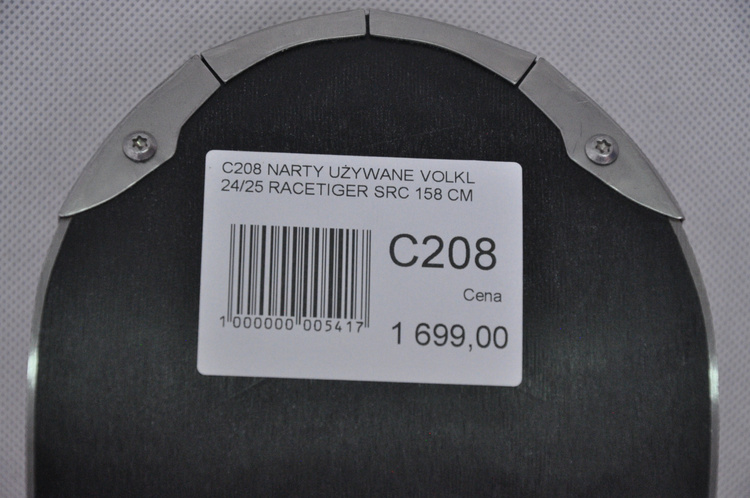 C208 NARTY UŻYWANE VOLKL
24/25 RACETIGER SRC 158 CM
C208
Cena
1 699,00
1 000000 005417